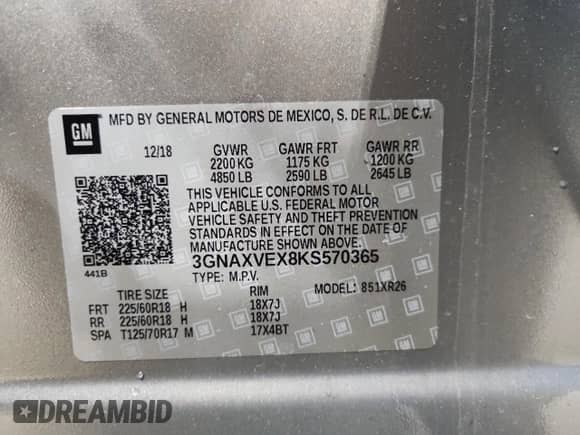 GM
MFD BY GENERAL MOTORS DE MEXICO, S. DE R.L. DE C.V.
12/18 GVWR GAWR FRT GAWR RR
2200 KG 1175 KG 1200 KG
4850 LB 2590 LB 2645 LB
THIS VEHICLE CONFORMS TO ALL
APPLICABLE U.S. FEDERAL MOTOR
VEHICLE SAFETY AND THEFT PREVENTION
STANDARDS IN EFFECT ON THE DATE OF
MANUFACTURE SHOWN ABOVE.
441B
3GNAXVEX8KS570365
TYPE: M.P.V. MODEL: 851XR26
TIRE SIZE RIM
FRT 225/60R18 H 18X7J
RR 225/60R18 H 18X7J
SPA T125/70R17 M 17X4BT
DREAMBID